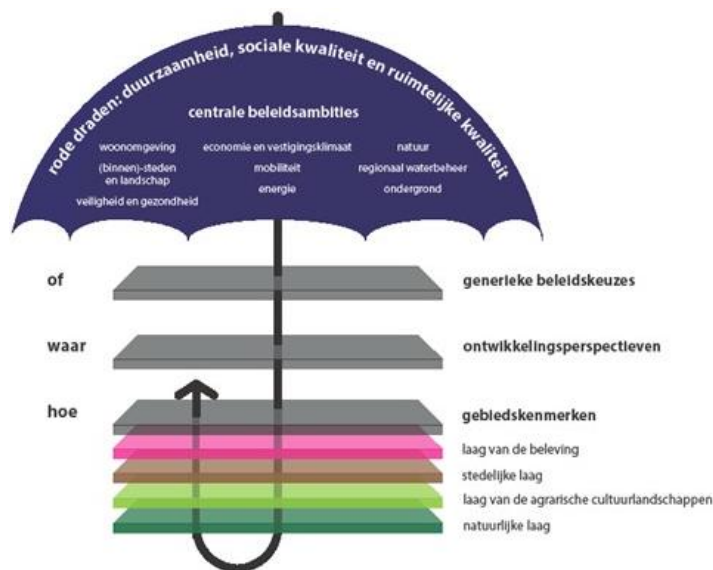 rode draden: duurzaamheid, sociale kwaliteit en ruimtelijke kwaliteit
centrale beleidsambities
woonomgeving
(binnen)-steden
en landschap
veiligheid en gezondheid
economie en vestigingsklimaat
mobiliteit
energie
natuur
regionaal waterbeheer
ondergrond
of
generieke beleidskeuzes
waar
ontwikkelingsperspectieven
hoe
gebiedskenmerken
laag van de beleving
stedelijke laag
laag van de agrarische cultuurlandschappen
natuurlijke laag